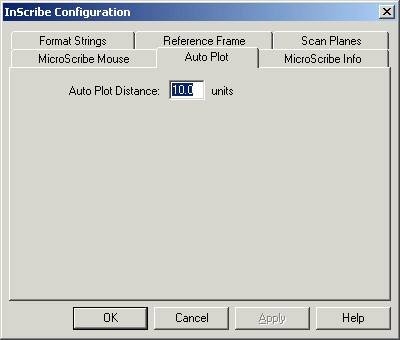 InScribe Configuration
Format Strings Reference Frame Scan Planes
MicroScribe Mouse Auto Plot MicroScribe Info
Auto Plot Distance: 10.0 units
OK Cancel Apply Help